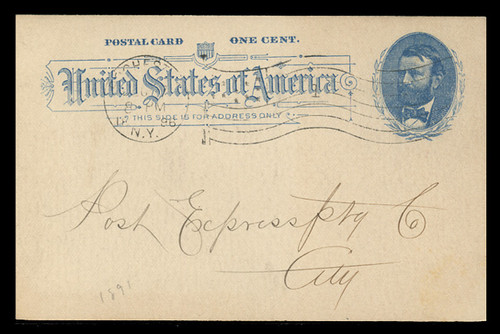 POSTAL CARD ONE CENT.
United States of America
THIS SIDE IS FOR ADDRESS ONLY
N.Y.
Post Express Ptg Co
City
1891